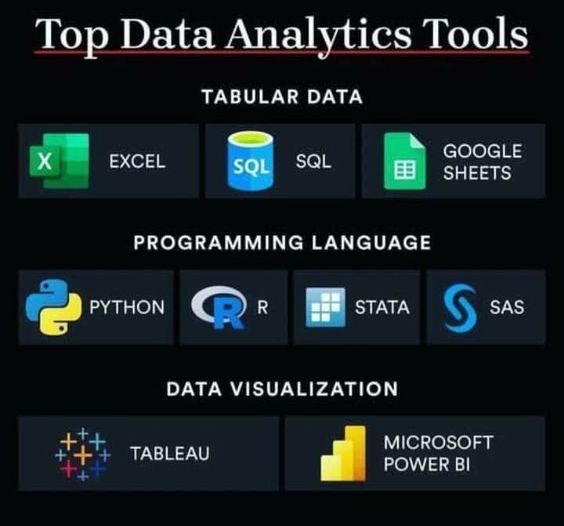 Top Data Analytics Tools
TABULAR DATA
X
EXCEL
SQL
SQL
GOOGLE
SHEETS
PROGRAMMING LANGUAGE
PYTHON
R
R
STATA
SAS
DATA VISUALIZATION
TABLEAU
MICROSOFT
POWER BI